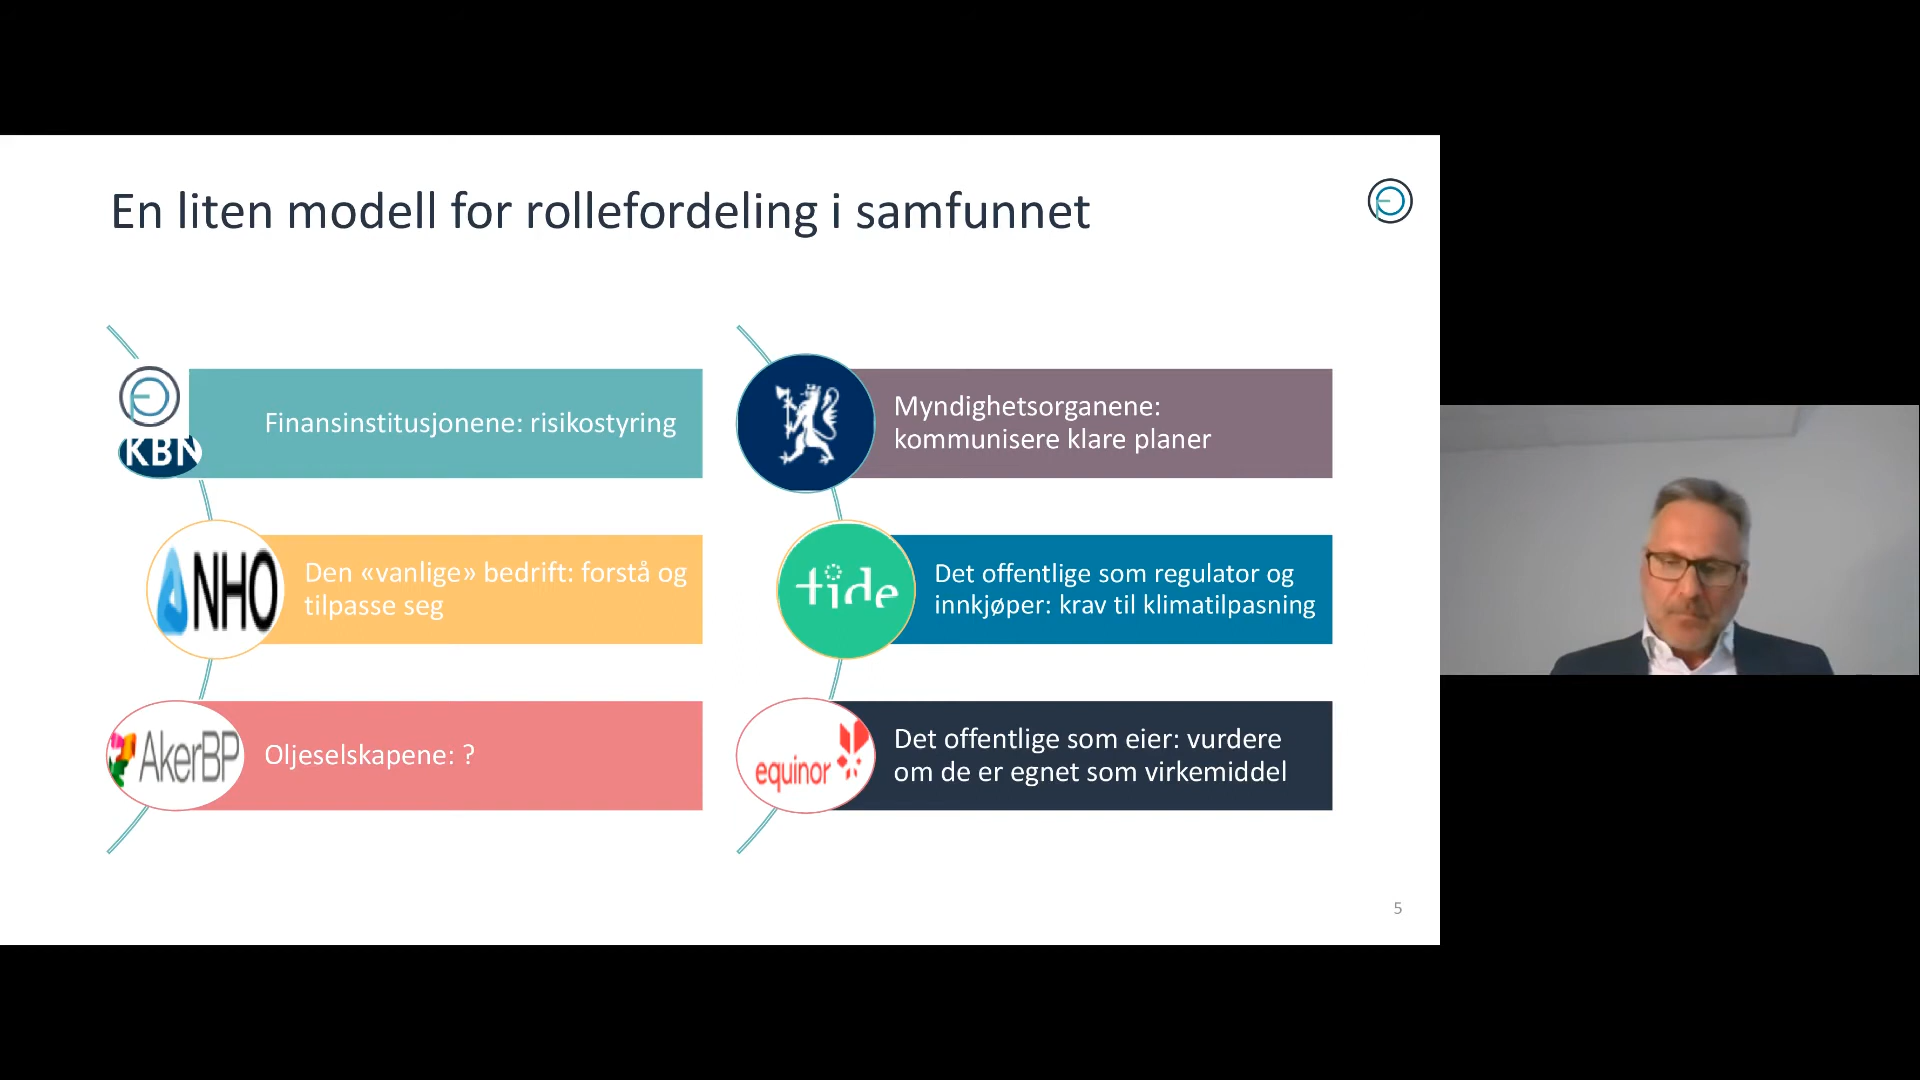 En liten modell for rollefordeling i samfunnet
KBN
Finansinstitusjonene: risikostyring
NHO
Den «vanlige» bedrift: forstå og
tilpasse seg
AkerBP
Oljeselskapene: ?
Myndighetsorganene:
kommunisere klare planer
tide
Det offentlige som regulator og
innkjøper: krav til klimatilpasning
equinor
Det offentlige som eier: vurdere
om de er egnet som virkemiddel
5